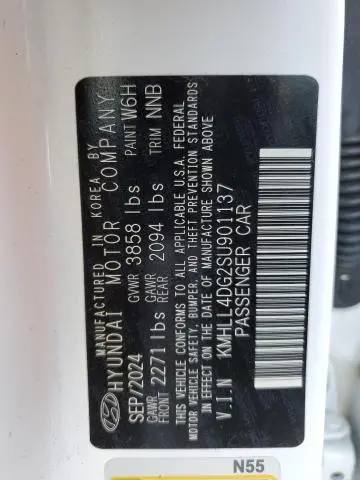 MANUFACTURED IN KOREA, BY
HYUNDAI MOTOR COMPANY
SEP/2024 GVWR 3858 lbs PAINT W6H
GAWR FRONT 2271 lbs GAWR REAR 2094 lbs TRIM NNB
THIS VEHICLE CONFORMS TO ALL APPLICABLE U.S.A. FEDERAL
MOTOR VEHICLE SAFETY, BUMPER, AND THEFT PREVENTION STANDARDS
IN EFFECT ON THE DATE OF MANUFACTURE SHOWN ABOVE
V.I.N KMHLL4DG2SU901137
PASSENGER CAR
N55